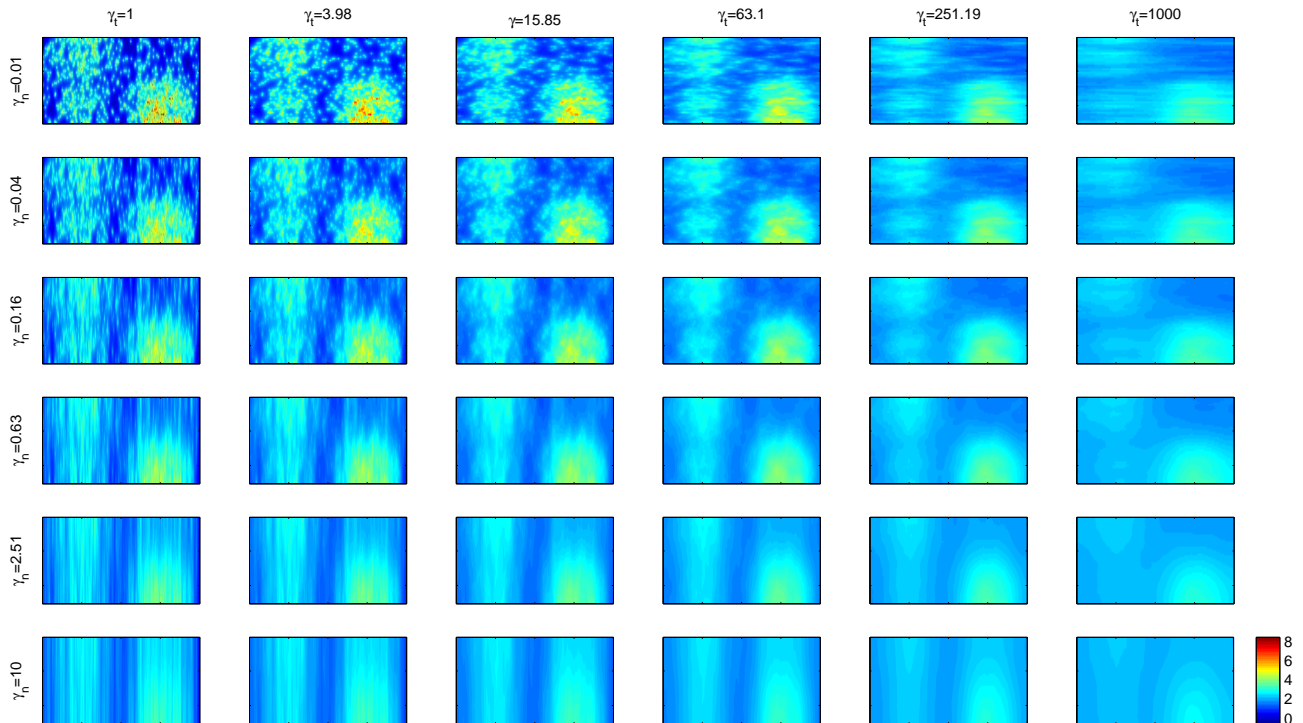 γt=1
γt=3.98
γ=15.85
γt=63.1
γt=251.19
γt=1000
γn=0.01
γn=0.04
γn=0.16
γn=0.63
γn=2.51
γn=10
8
6
4
2
0